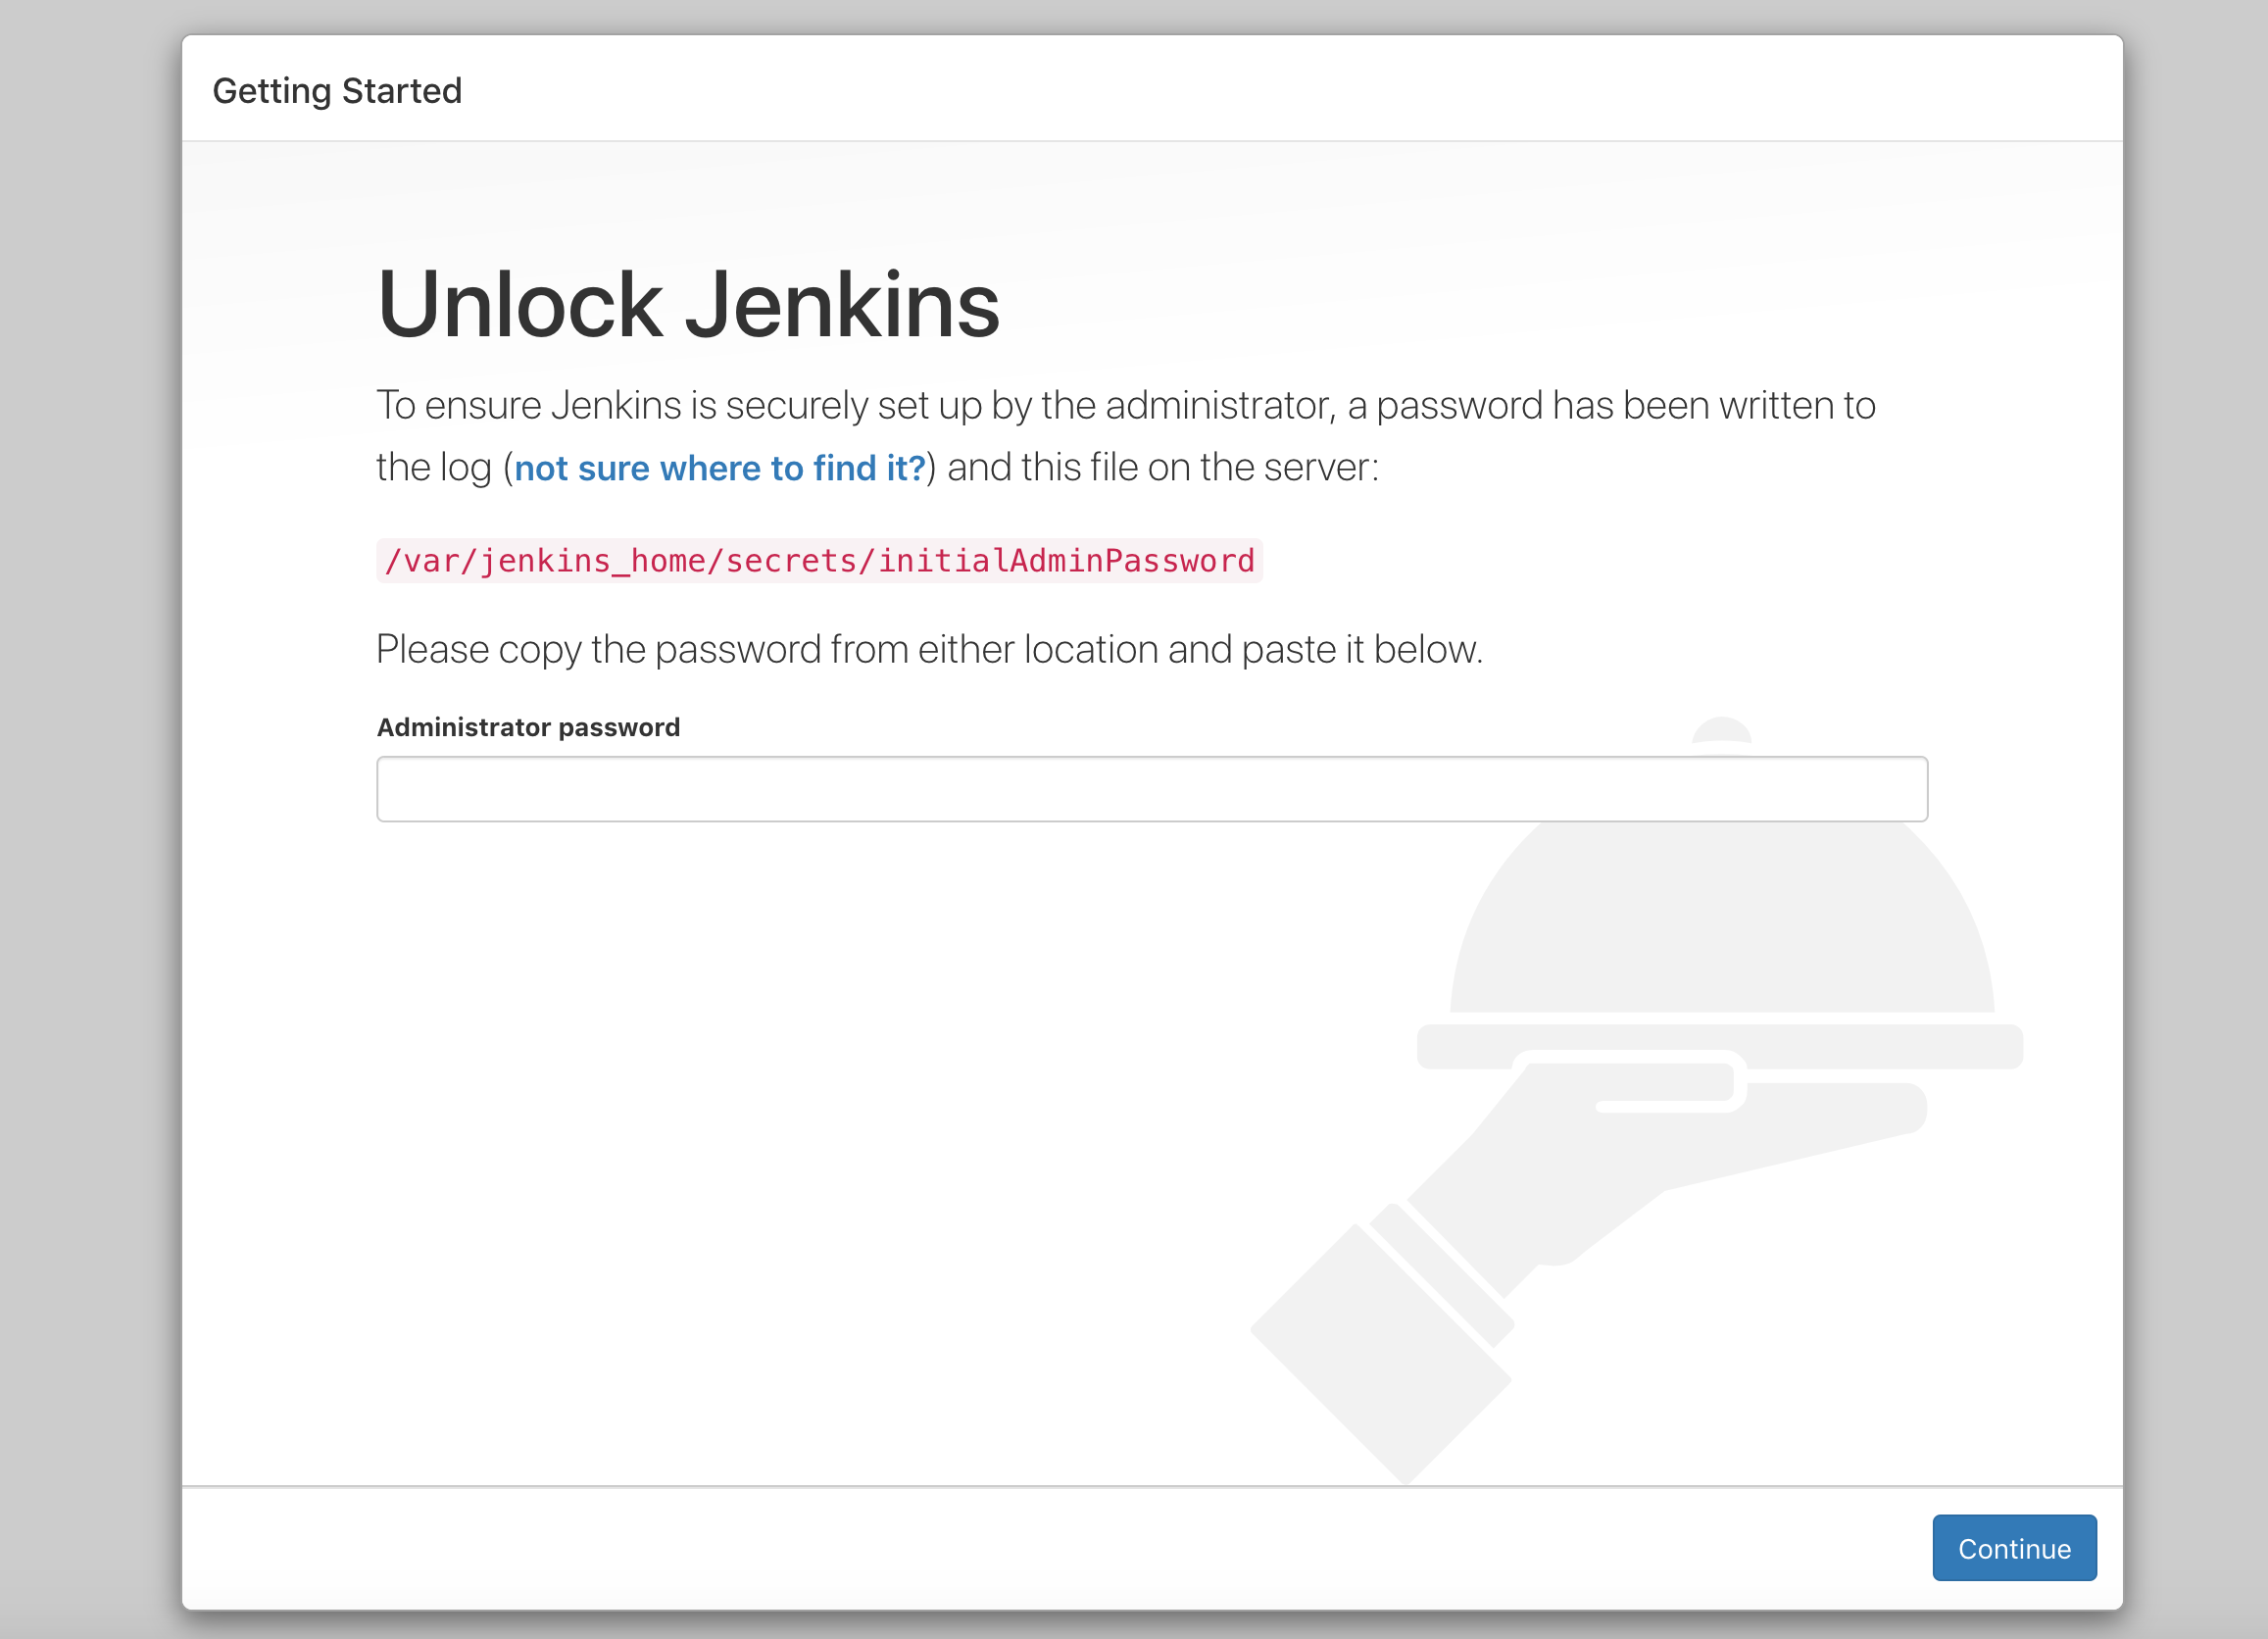 Getting Started
Unlock Jenkins
To ensure Jenkins is securely set up by the administrator, a password has been written to
the log (not sure where to find it?) and this file on the server:
/var/jenkins_home/secrets/initialAdminPassword
Please copy the password from either location and paste it below.
Administrator password
Continue